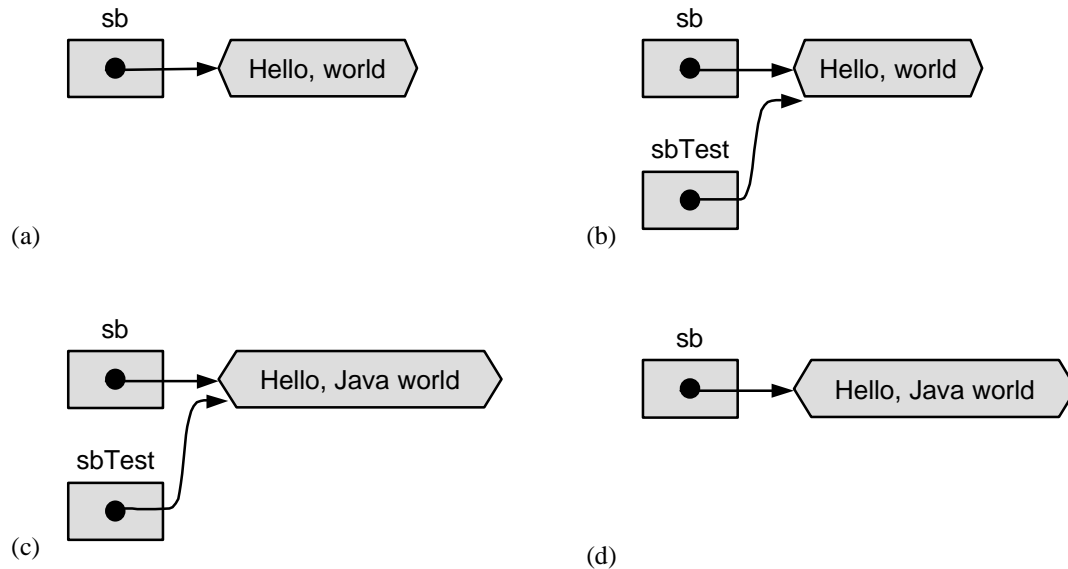 sb
Hello, world
(a)
sb
Hello, world
sbTest
(b)
sb
Hello, Java world
sbTest
(c)
sb
Hello, Java world
(d)